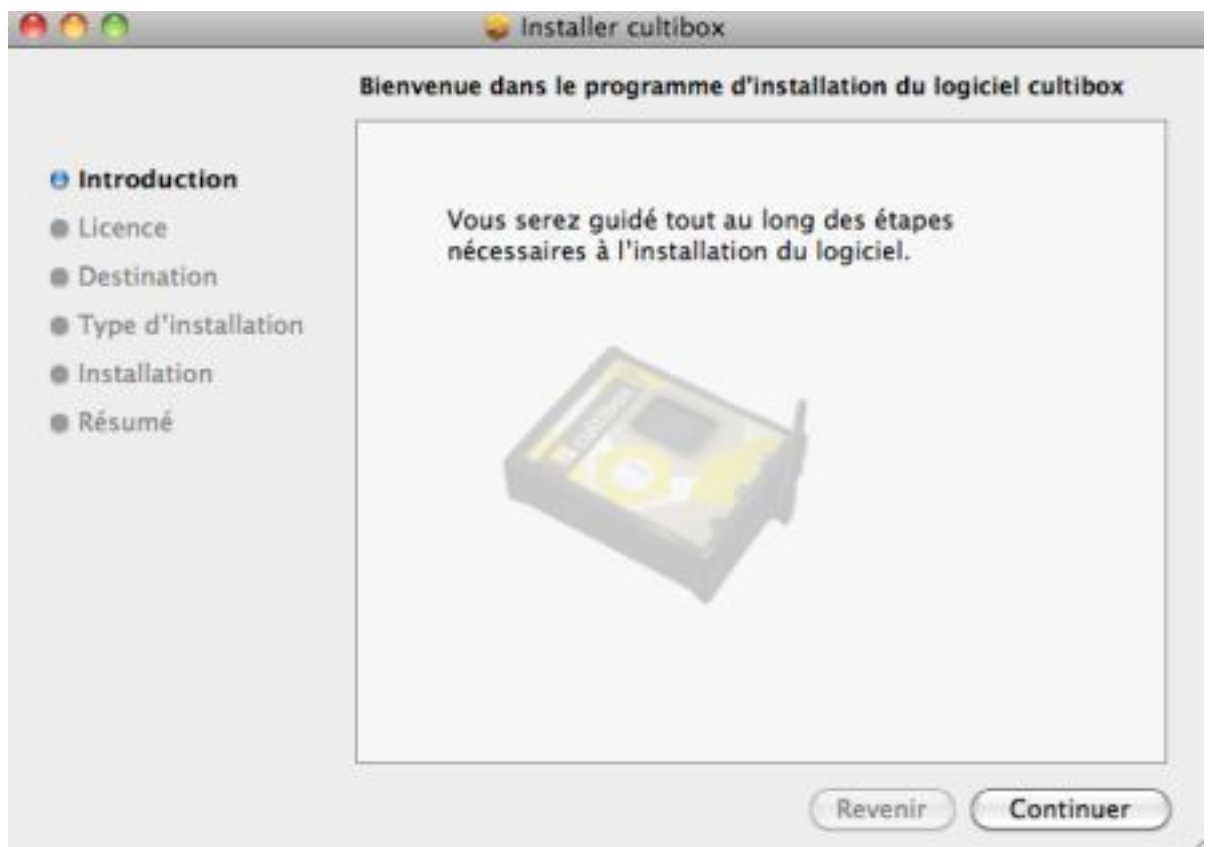 Installer cultibox
Bienvenue dans le programme d'installation du logiciel cultibox
Introduction
Licence
Destination
Type d'installation
Installation
Résumé
Vous serez guidé tout au long des étapes
nécessaires à l'installation du logiciel.
cultibox
Revenir
Continuer